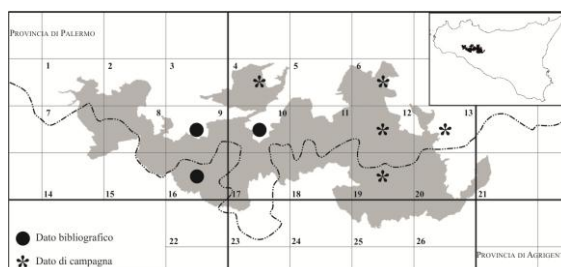 PROVINCIA DI PALERMO
1 2 3 4 5 6
7 8 9 10 11 12 13
14 15 16 17 18 19 20 21
22 23 24 25 26
Dato bibliografico
Dato di campagna
PROVINCIA DI AGRIGENT